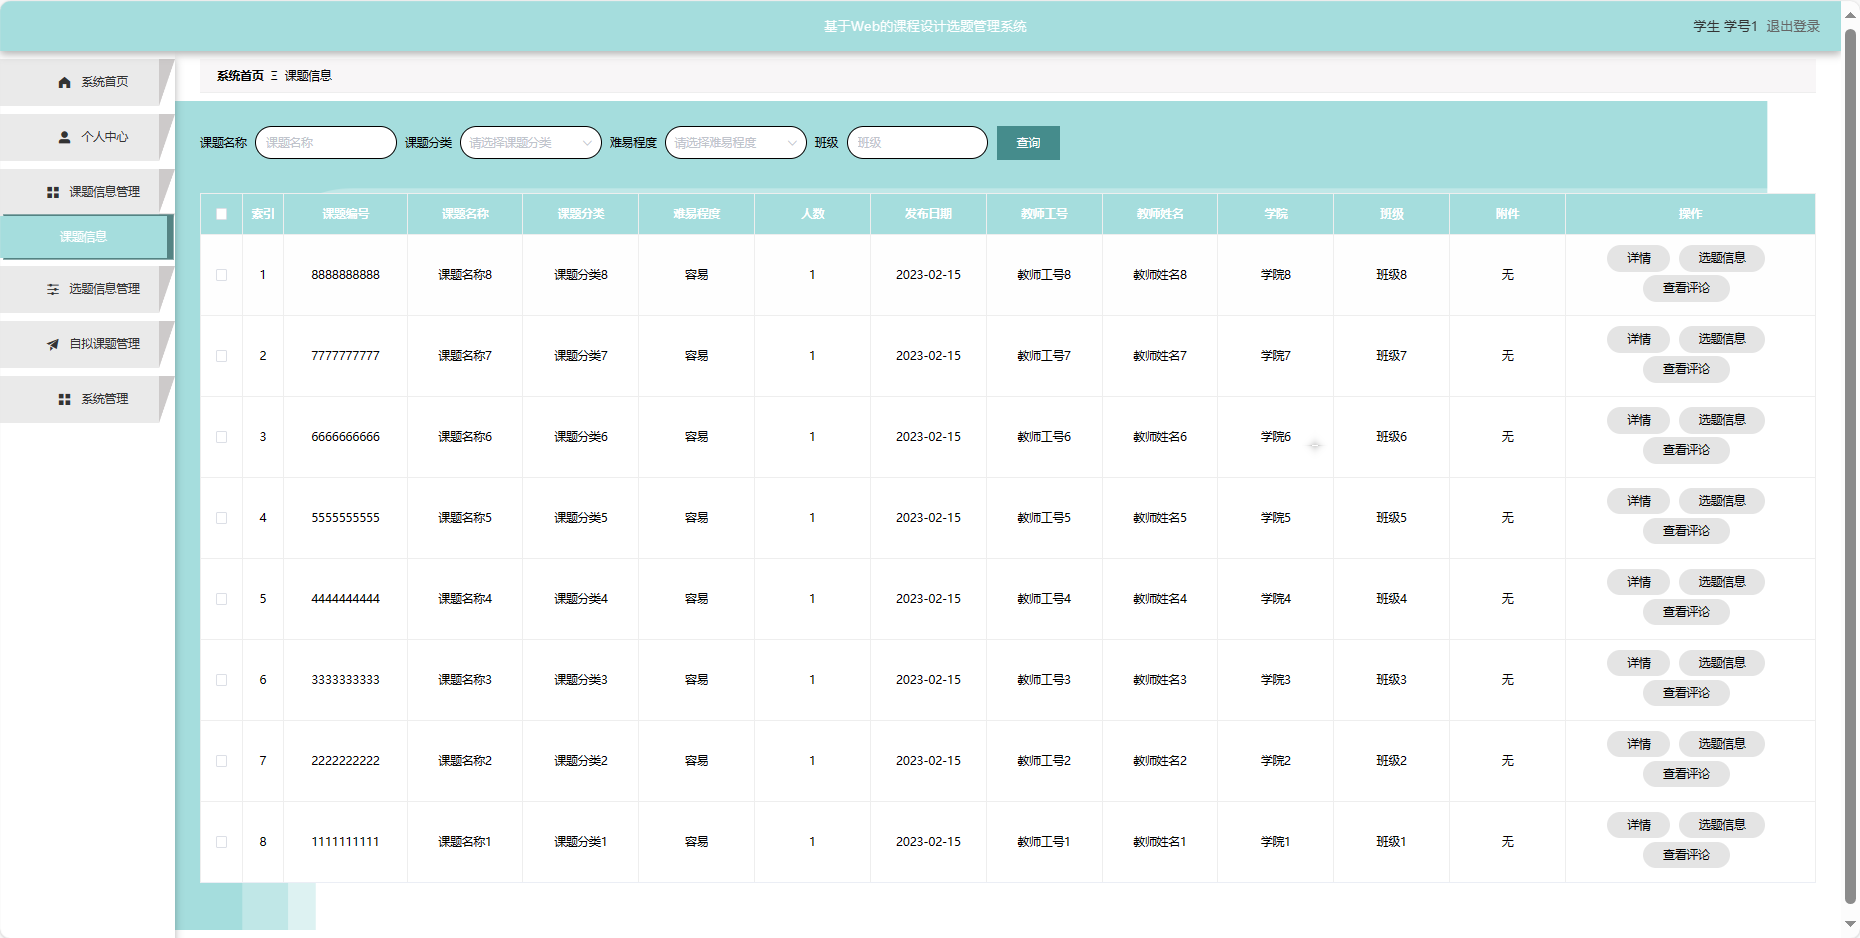 基于Web的课程设计选题管理系统
学生 学号1 退出登录
系统首页
个人中心
课题信息管理
课题信息
选题信息管理
自拟课题管理
系统管理
系统首页 Ξ 课题信息
课题名称 课题名称 课题分类 请选择课题分类 难易程度 请选择难易程度 班级 班级 查询
索引 课题编号 课题名称 课题分类 难易程度 人数 发布日期 教师工号 教师姓名 学院 班级 附件 操作
1 8888888888 课题名称8 课题分类8 容易 1 2023-02-15 教师工号8 教师姓名8 学院8 班级8 无 详情 选题信息
查看评论
2 7777777777 课题名称7 课题分类7 容易 1 2023-02-15 教师工号7 教师姓名7 学院7 班级7 无 详情 选题信息
查看评论
3 6666666666 课题名称6 课题分类6 容易 1 2023-02-15 教师工号6 教师姓名6 学院6 班级6 无 详情 选题信息
查看评论
4 5555555555 课题名称5 课题分类5 容易 1 2023-02-15 教师工号5 教师姓名5 学院5 班级5 无 详情 选题信息
查看评论
5 4444444444 课题名称4 课题分类4 容易 1 2023-02-15 教师工号4 教师姓名4 学院4 班级4 无 详情 选题信息
查看评论
6 3333333333 课题名称3 课题分类3 容易 1 2023-02-15 教师工号3 教师姓名3 学院3 班级3 无 详情 选题信息
查看评论
7 2222222222 课题名称2 课题分类2 容易 1 2023-02-15 教师工号2 教师姓名2 学院2 班级2 无 详情 选题信息
查看评论
8 1111111111 课题名称1 课题分类1 容易 1 2023-02-15 教师工号1 教师姓名1 学院1 班级1 无 详情 选题信息
查看评论